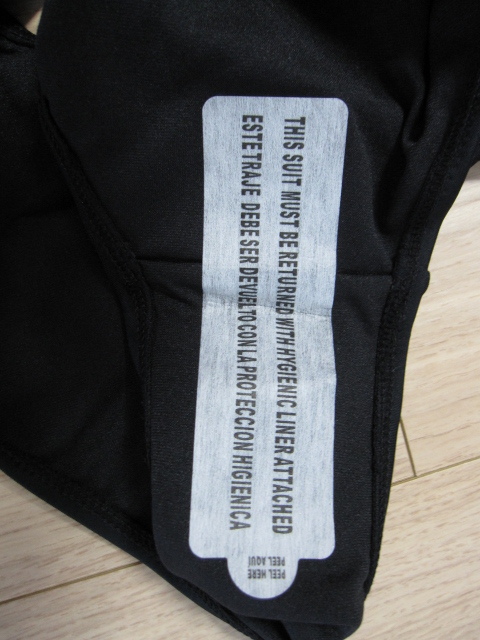 THIS SUIT MUST BE RETURNED WITH HYGIENIC LINER ATTACHED
ESTE TRAJE DEBE SER DEVUELTO CON LA PROTECCION HIGIENICA
PEEL HERE
PEEL AQUI